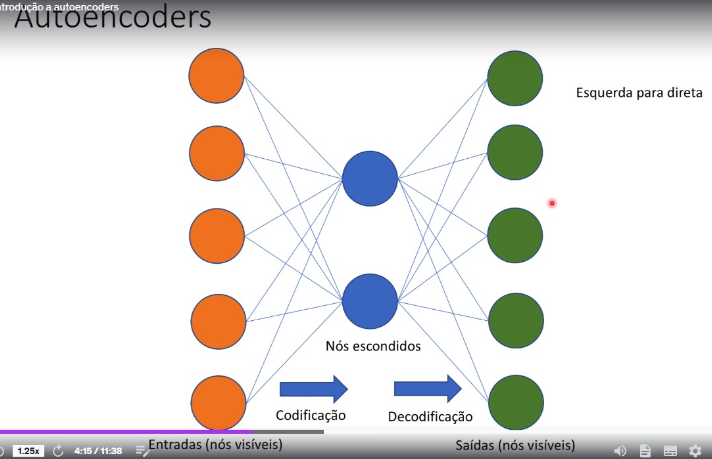 ntrodução a autoencoders
Autoencoders
Esquerda para direta
Nós escondidos
Codificação
Decodificação
Entradas (nós visíveis)
Saídas (nós visíveis)
1.25x
4:15 / 11:38